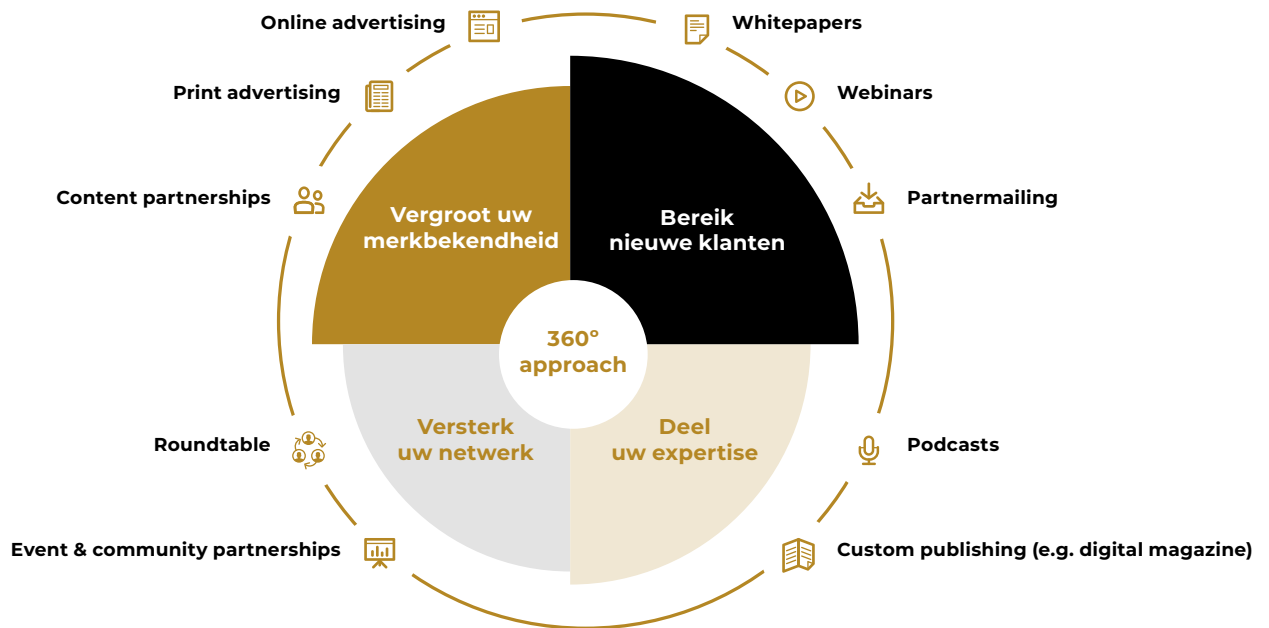 Online advertising
Whitepapers
Print advertising
Webinars
Content partnerships
Partnermailing
Vergroot uw
merkbekendheid
Bereik
nieuwe klanten
360º
approach
Versterk
uw netwerk
Deel
uw expertise
Roundtable
Podcasts
Event & community partnerships
Custom publishing (e.g. digital magazine)